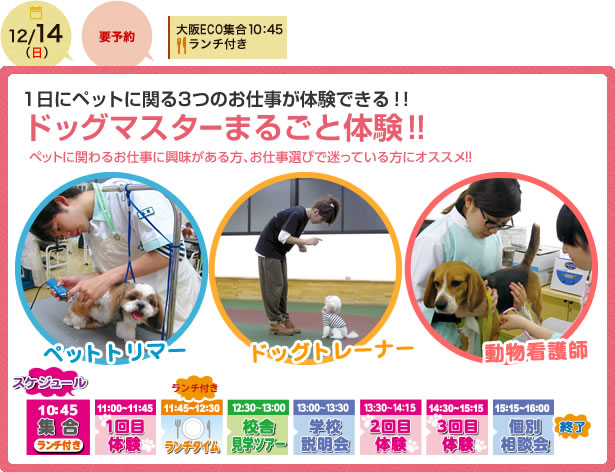 12/14
(日)
要予約
大阪ECO集合10:45
ランチ付き
1日にペットに関る3つのお仕事が体験できる!!
ドッグマスターまるごと体験!!
ペットに関わるお仕事に興味がある方、お仕事選びで迷っている方にオススメ!!
ペットトリマー
ドッグトレーナー
動物看護師
スケジュール
10:45
集合
ランチ付き
11:00~11:45
1回目
体験
ランチ付き
11:45~12:30
ランチタイム
12:30~13:00
校舎
見学ツアー
13:00~13:30
学校
説明会
13:30~14:15
2回目
体験
14:30~15:15
3回目
体験
15:15~16:00
個別
相談会
終了